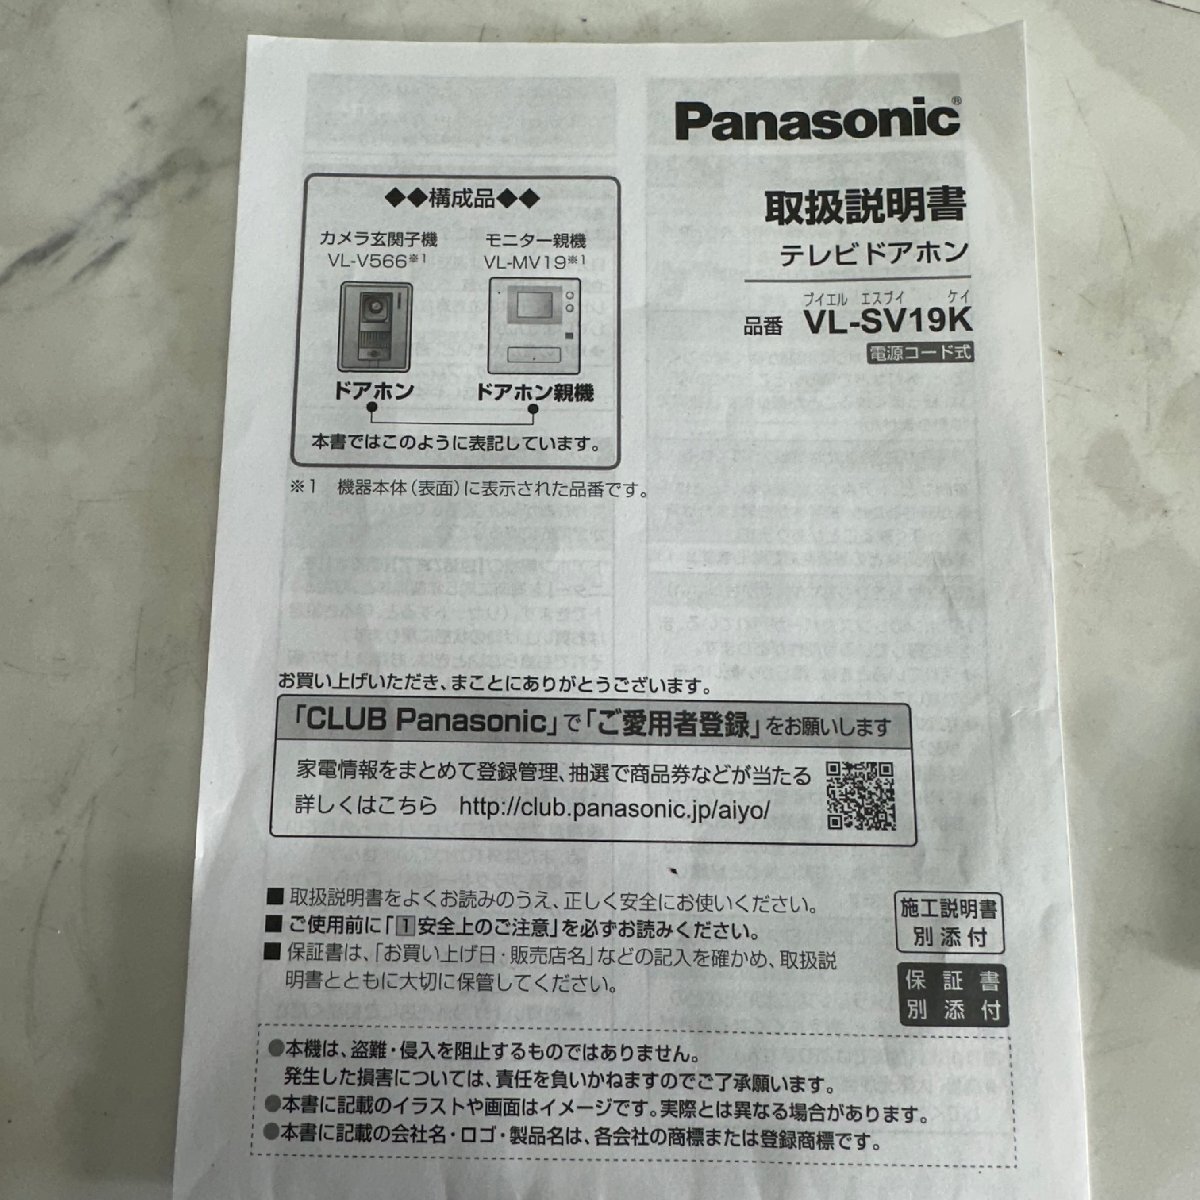 Panasonic®
取扱説明書
テレビドアホン
ブイエル エスブイ ケイ
品番 VL-SV19K
電源コード式
◆◆構成品◆◆
カメラ玄関子機 モニター親機
VL-V566※1 VL-MV19※1
ドアホン ドアホン親機
本書ではこのように表記しています。
※1 機器本体(表面)に表示された品番です。
お買い上げいただき、まことにありがとうございます。
「CLUB Panasonic」で「ご愛用者登録」をお願いします
家電情報をまとめて登録管理、抽選で商品券などが当たる
詳しくはこちら http://club.panasonic.jp/aiyo/
■ 取扱説明書をよくお読みのうえ、正しく安全にお使いください。
■ ご使用前に「1安全上のご注意」を必ずお読みください。
■ 保証書は、「お買い上げ日・販売店名」などの記入を確かめ、取扱説
明書とともに大切に保管してください。
施工説明書
別添付
保証書
別添付
●本機は、盗難・侵入を阻止するものではありません。
発生した損害については、責任を負いかねますのでご了承願います。
●本書に記載のイラストや画面はイメージです。実際とは異なる場合があります。
●本書に記載の会社名・ロゴ・製品名は、各会社の商標または登録商標です。